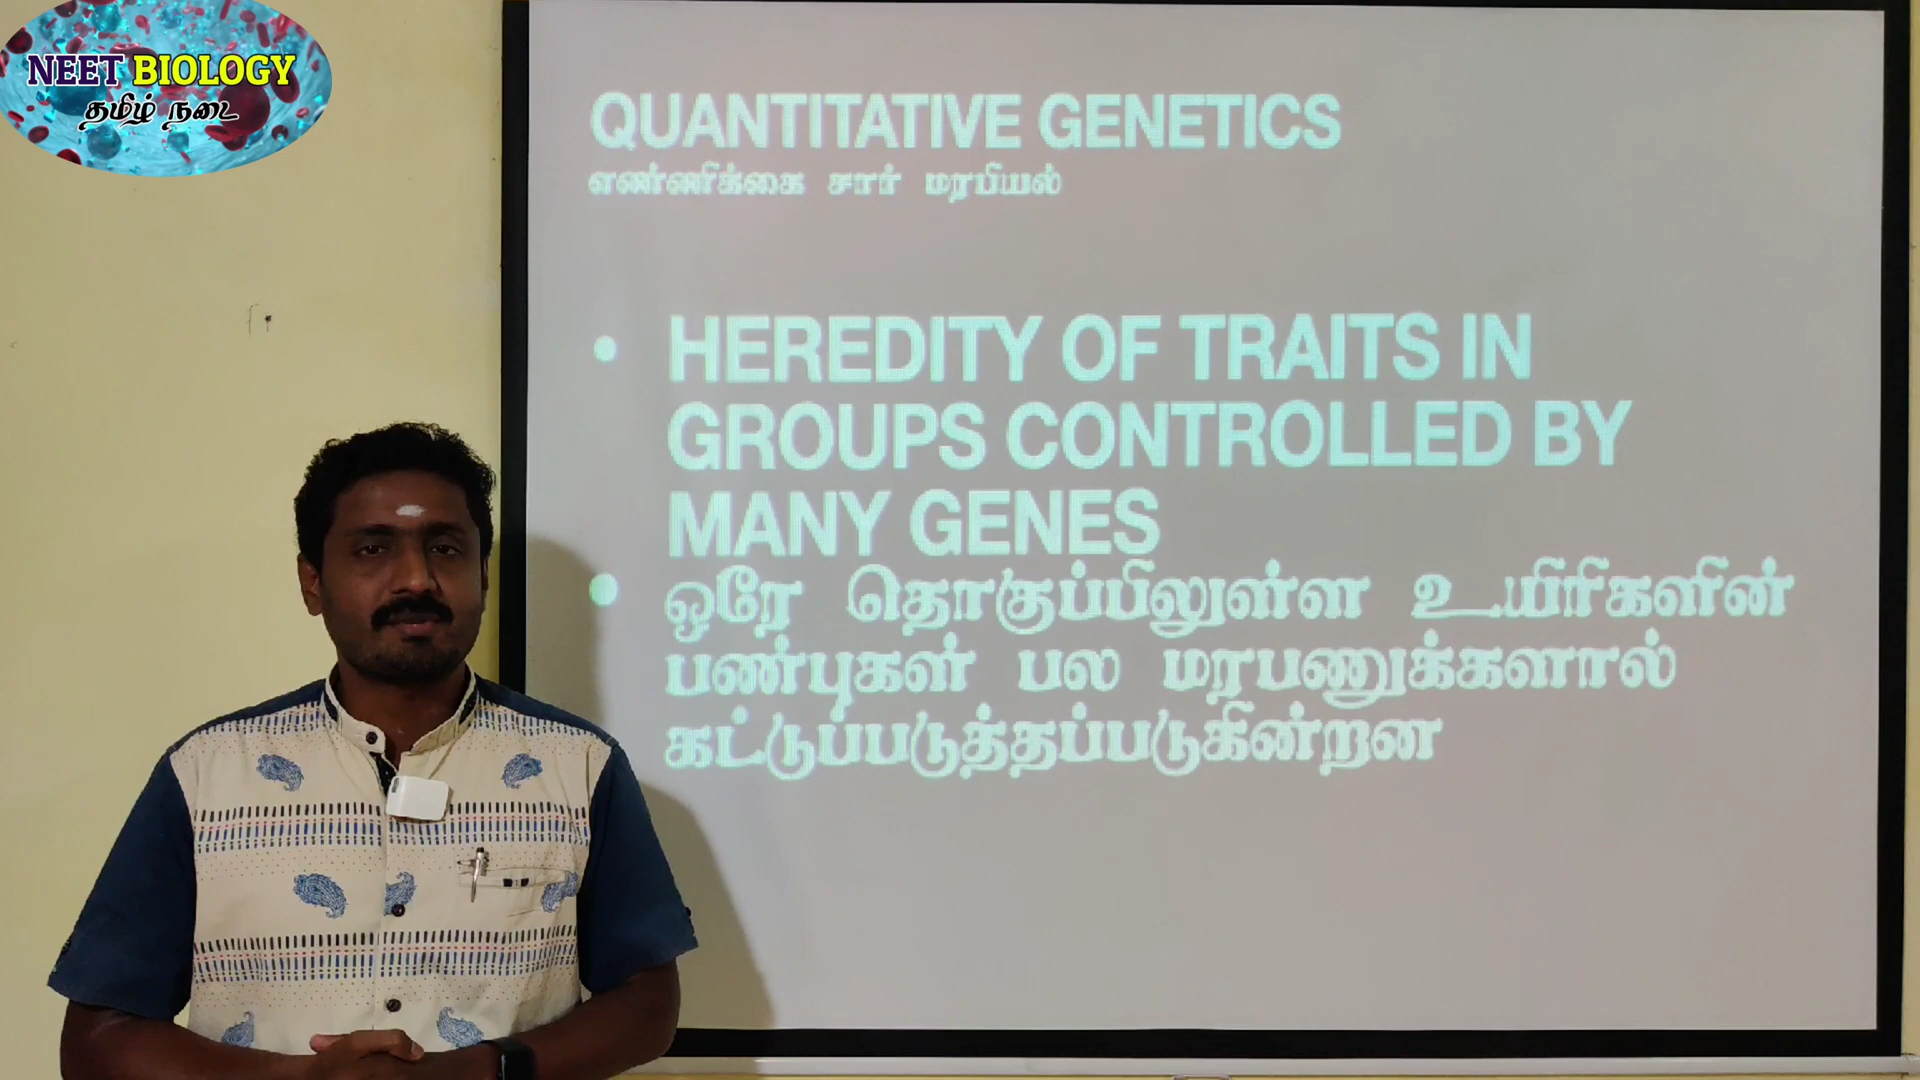 NEET BIOLOGY
தமிழ் நடை
QUANTITATIVE GENETICS
எண்ணிக்கை சார் மரபியல்
• HEREDITY OF TRAITS IN
GROUPS CONTROLLED BY
MANY GENES
• ஒரே தொகுப்பிலுள்ள உயிரிகளின்
பண்புகள் பல மரபணுக்களால்
கட்டுப்படுத்தப்படுகின்றன